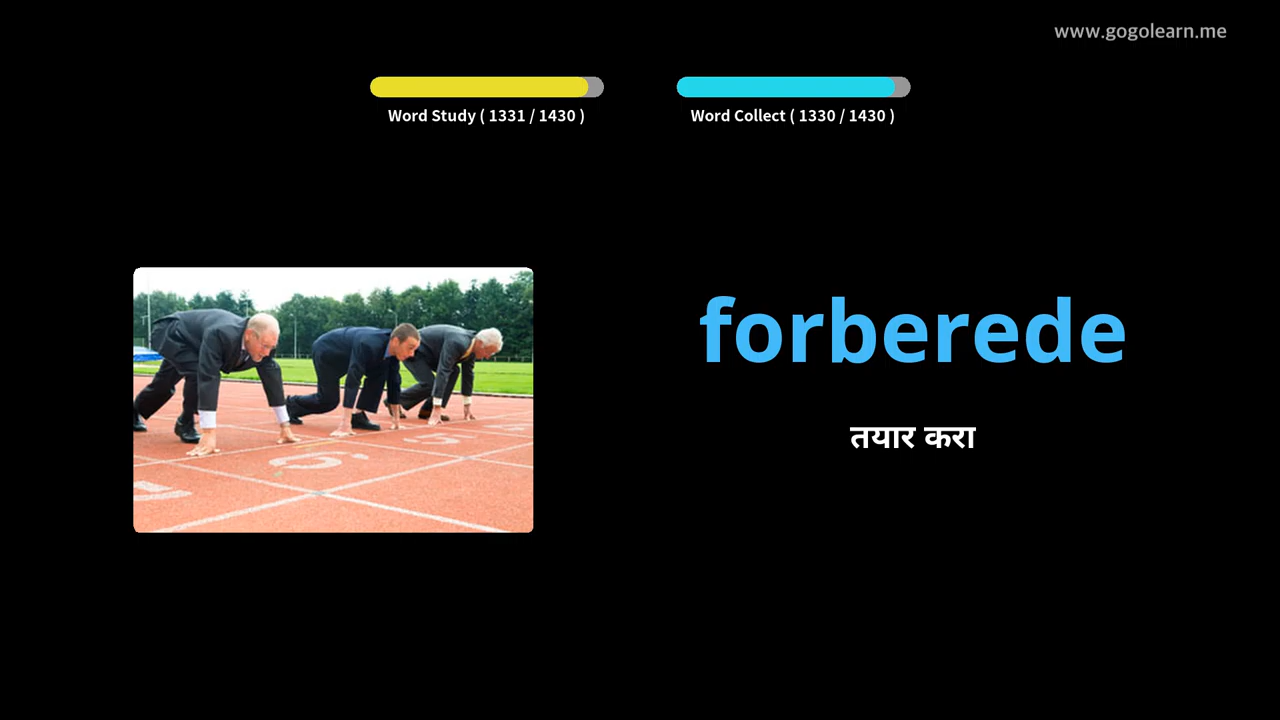 www.gogolearn.me
Word Study ( 1331 / 1430 )
Word Collect ( 1330 / 1430 )
forberede
तयार करा